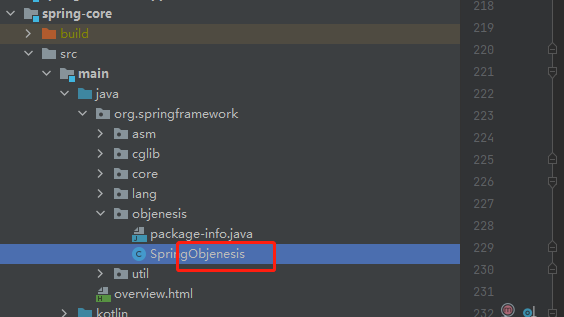 spring-core
build
src
main
java
org.springframework
asm
cglib
core
lang
objenesis
package-info.java
SpringObjenesis
util
overview.html
kotlin
218
219
220
221
222
223
224
225
226
227
228
229
230
231
232